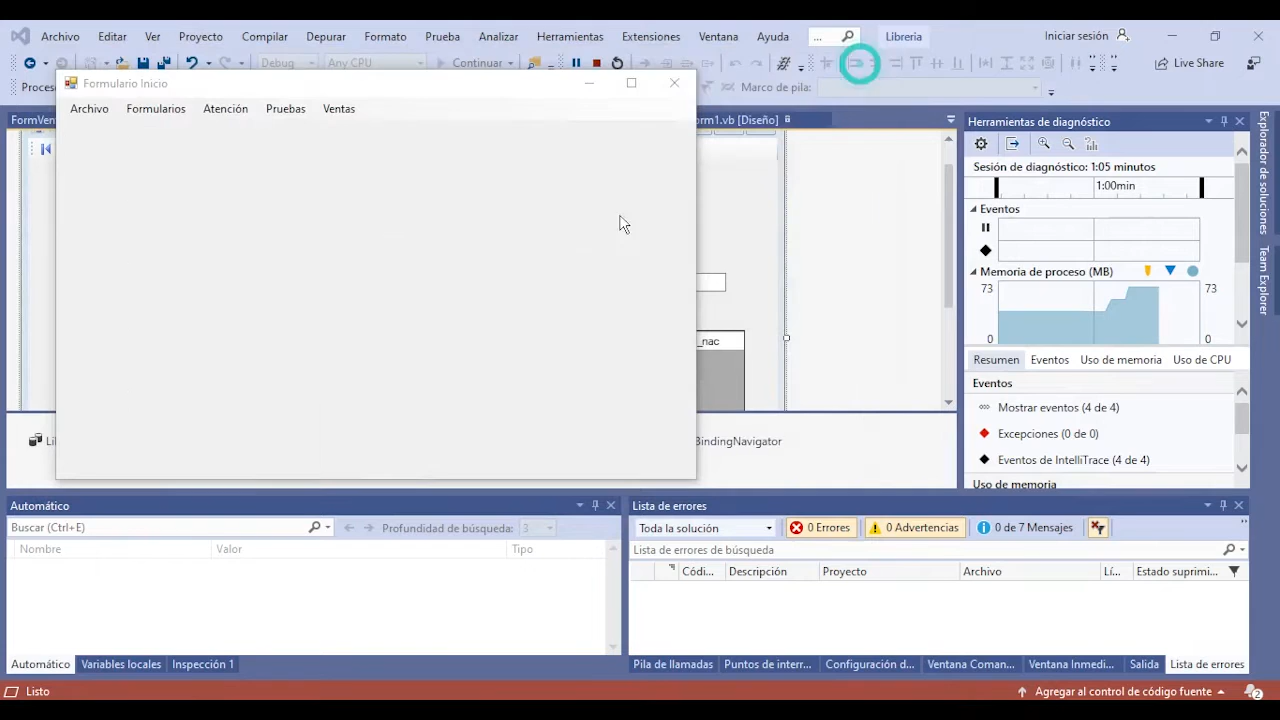 Archivo Editar Ver Proyecto Compilar Depurar Formato Prueba Analizar Herramientas Extensiones Ventana Ayuda ... Libreria Iniciar sesión
Debug Any CPU Continuar Live Share
Proces Marco de pila:
Formulario Inicio
Archivo Formularios Atención Pruebas Ventas
FormVen orm1.vb [Diseño]
_nac
Li BindingNavigator
Herramientas de diagnóstico
Sesión de diagnóstico: 1:05 minutos
1:00min
Eventos
Memoria de proceso (MB)
73 73
0 0
Resumen Eventos Uso de memoria Uso de CPU
Eventos
Mostrar eventos (4 de 4)
Excepciones (0 de 0)
Eventos de IntelliTrace (4 de 4)
Uso de memoria
Explorador de soluciones
Team Explorer
Automático
Buscar (Ctrl+E) Profundidad de búsqueda: 3
Nombre Valor Tipo
Automático Variables locales Inspección 1
Lista de errores
Toda la solución 0 Errores 0 Advertencias 0 de 7 Mensajes
Lista de errores de búsqueda
Códi... Descripción Proyecto Archivo Lí... Estado suprimi...
Pila de llamadas Puntos de interr... Configuración d... Ventana Coman... Ventana Inmedi... Salida Lista de errores
Listo Agregar al control de código fuente 2